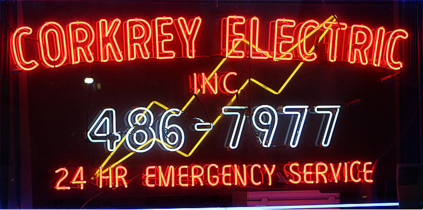 CORKREY ELECTRIC
INC
486-7977
24 HR EMERGENCY SERVICE